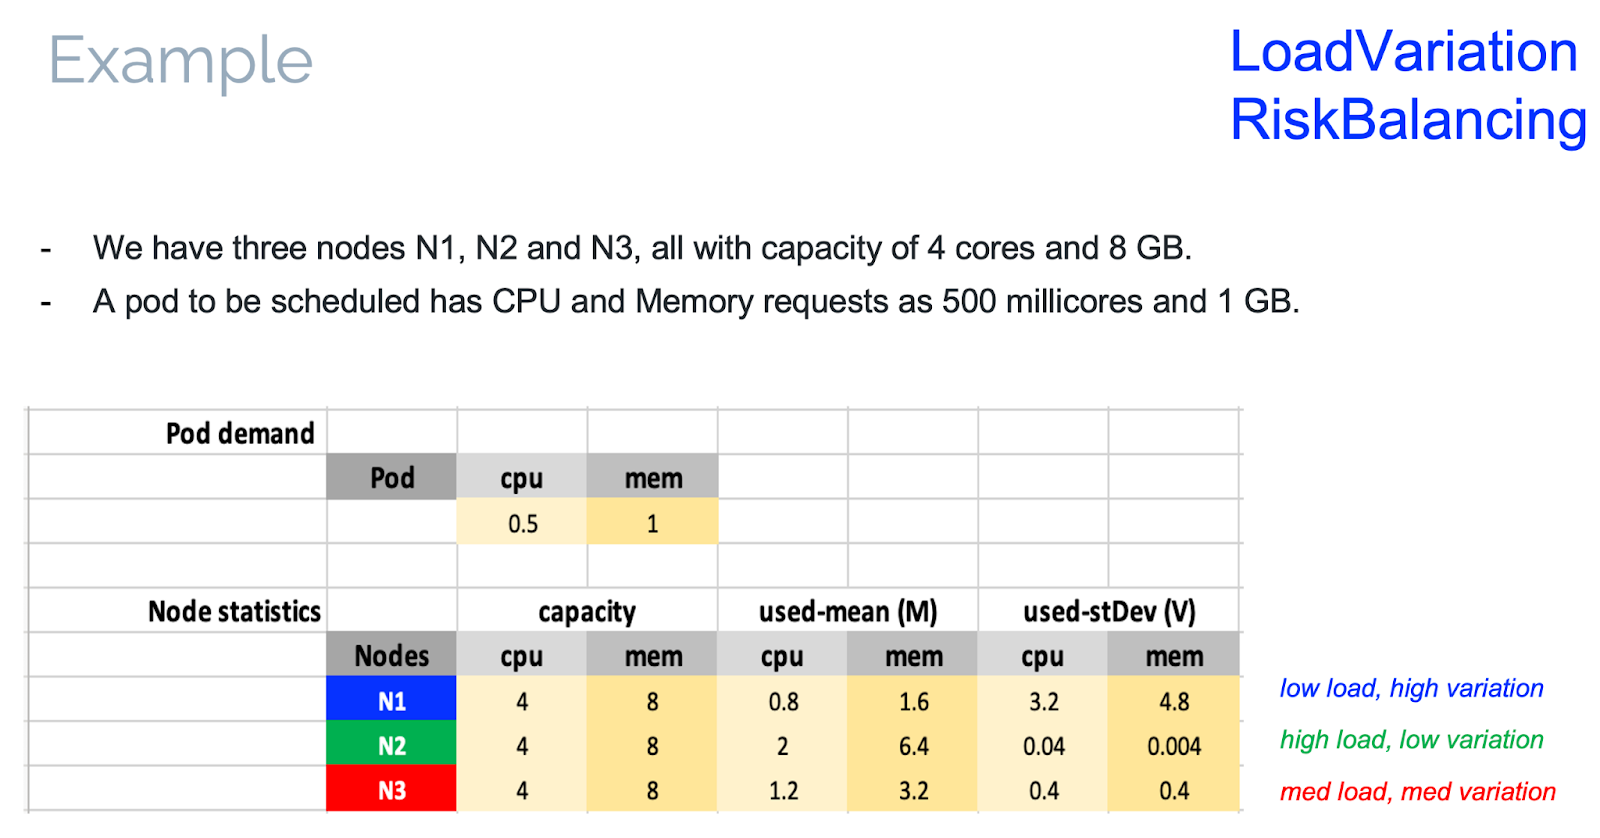 Example
LoadVariation
RiskBalancing
- We have three nodes N1, N2 and N3, all with capacity of 4 cores and 8 GB.
- A pod to be scheduled has CPU and Memory requests as 500 millicores and 1 GB.
Pod demand
Pod cpu mem
0.5 1
Node statistics capacity used-mean (M) used-stDev (V)
Nodes cpu mem cpu mem cpu mem
N1 4 8 0.8 1.6 3.2 4.8 low load, high variation
N2 4 8 2 6.4 0.04 0.004 high load, low variation
N3 4 8 1.2 3.2 0.4 0.4 med load, med variation